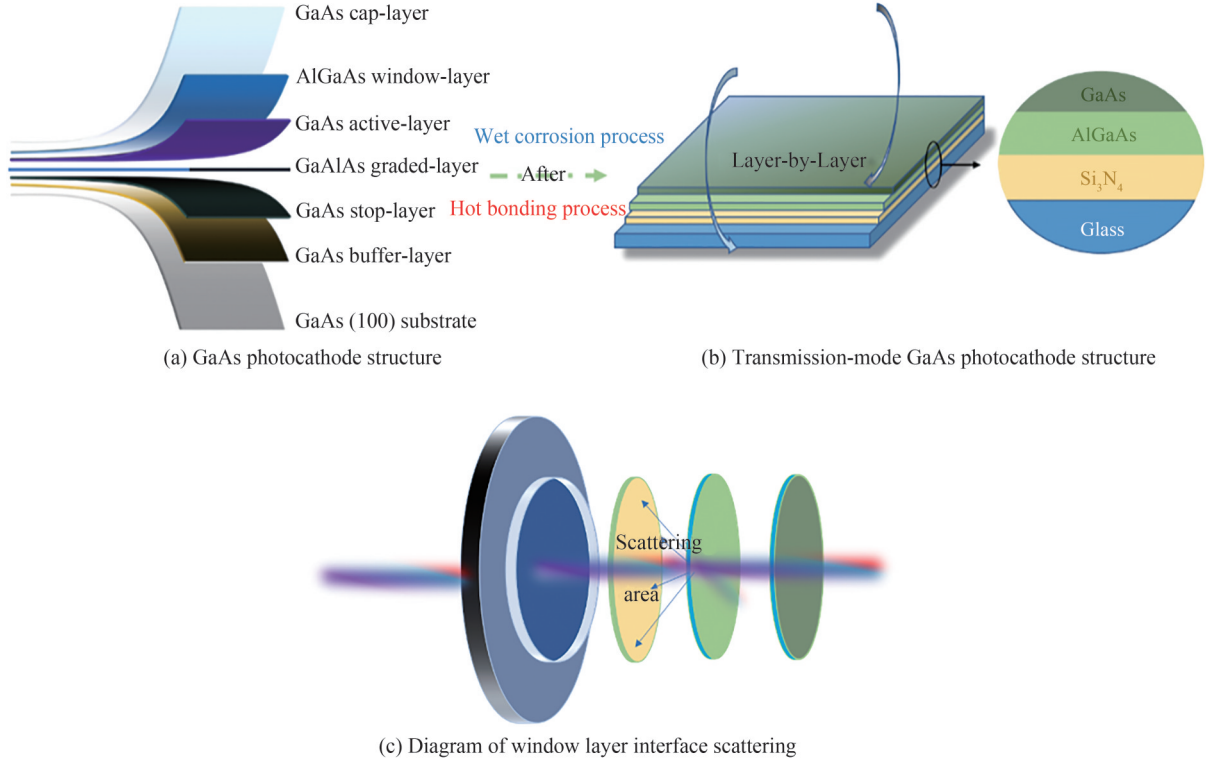 GaAs cap-layer
AlGaAs window-layer
GaAs active-layer
GaAlAs graded-layer
GaAs stop-layer
GaAs buffer-layer
GaAs (100) substrate
(a) GaAs photocathode structure
Wet corrosion process
After
Hot bonding process
Layer-by-Layer
GaAs
AlGaAs
Si₃N₄
Glass
(b) Transmission-mode GaAs photocathode structure
Scattering
area
(c) Diagram of window layer interface scattering